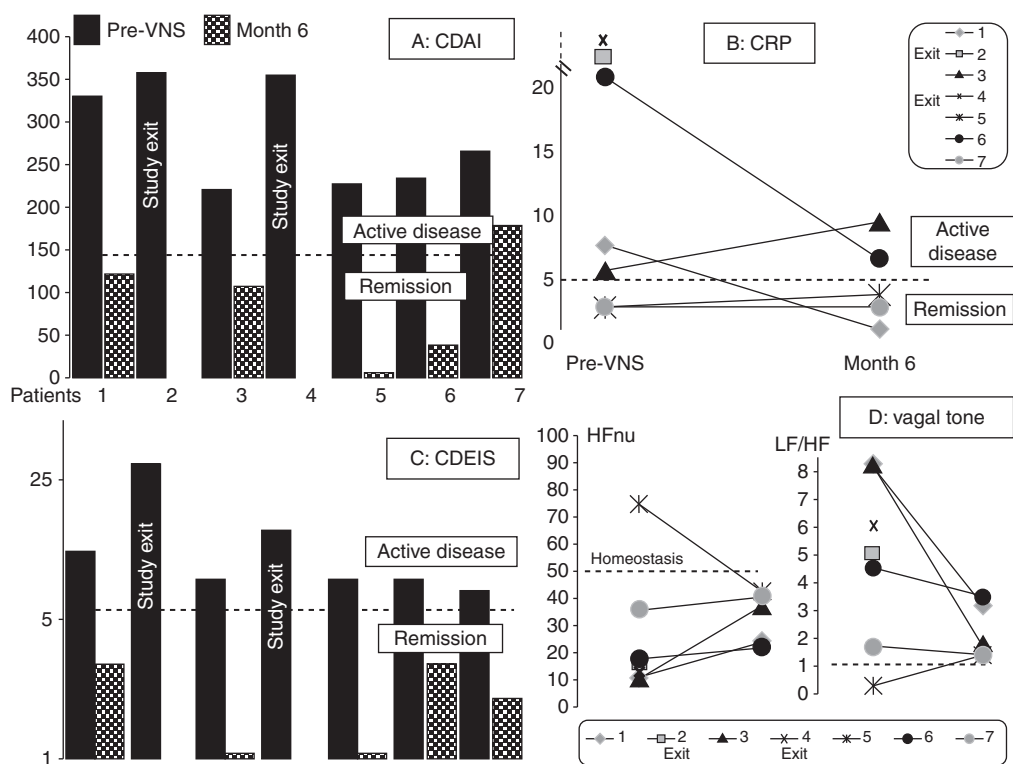 Pre-VNS Month 6
A: CDAI
400
350
300
250
200
150
100
50
0
Study exit
Study exit
Active disease
Remission
Patients 1 2 3 4 5 6 7
B: CRP
20
15
10
5
0
Pre-VNS Month 6
Active
disease
Remission
1
Exit 2
3
Exit 4
5
6
7
C: CDEIS
25
5
1
Study exit
Study exit
Active disease
Remission
D: vagal tone
HFnu
100
90
80
70
60
50
40
30
20
10
0
Homeostasis
LF/HF
8
7
6
5
4
3
2
1
0
1 2 3 4 5 6 7
Exit Exit